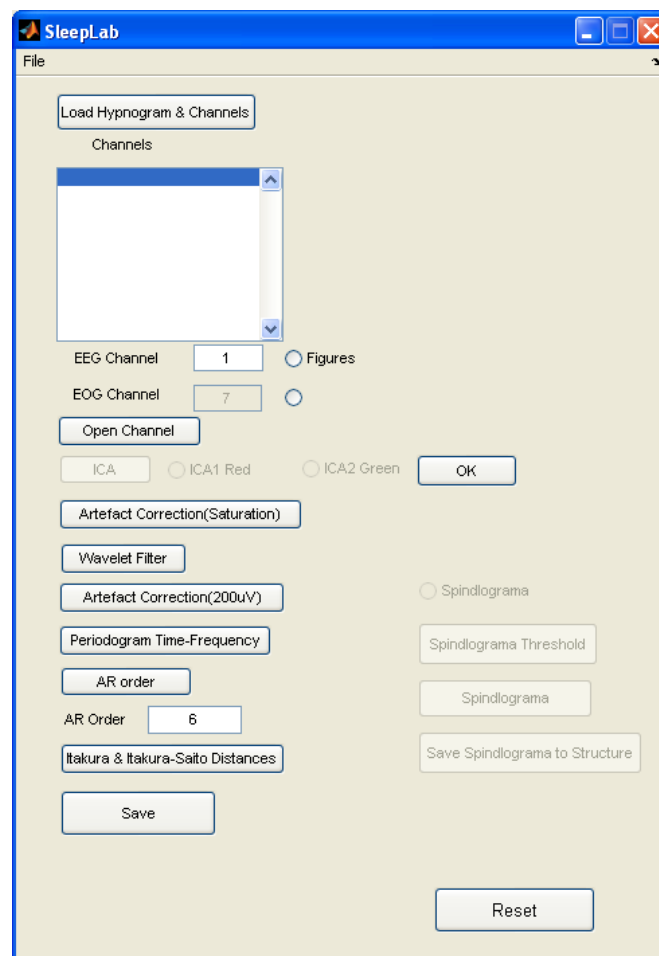 SleepLab
File
Load Hypnogram & Channels
Channels
EEG Channel 1 Figures
EOG Channel 7
Open Channel
ICA ICA1 Red ICA2 Green OK
Artefact Correction(Saturation)
Wavelet Filter
Artefact Correction(200uV) Spindlograma
Periodogram Time-Frequency Spindlograma Threshold
AR order Spindlograma
AR Order 6
Itakura & Itakura-Saito Distances Save Spindlograma to Structure
Save
Reset